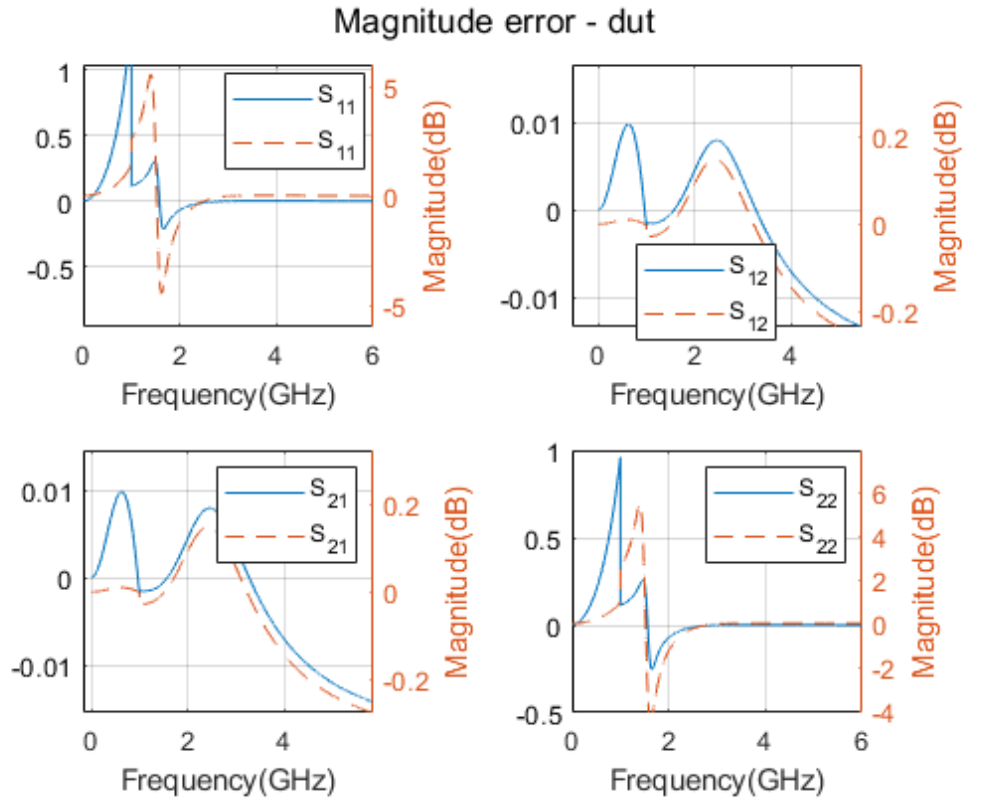 Magnitude error - dut
1
0.5
0
-0.5
0
2
4
6
5
0
-5
Magnitude(dB)
Frequency(GHz)
S11
S11
0.01
0
-0.01
0
2
4
0.2
0
-0.2
Magnitude(dB)
Frequency(GHz)
S12
S12
0.01
0
-0.01
0
2
4
0.2
0
-0.2
Magnitude(dB)
Frequency(GHz)
S21
S21
1
0.5
0
-0.5
0
2
4
6
6
4
2
0
-2
-4
Magnitude(dB)
Frequency(GHz)
S22
S22